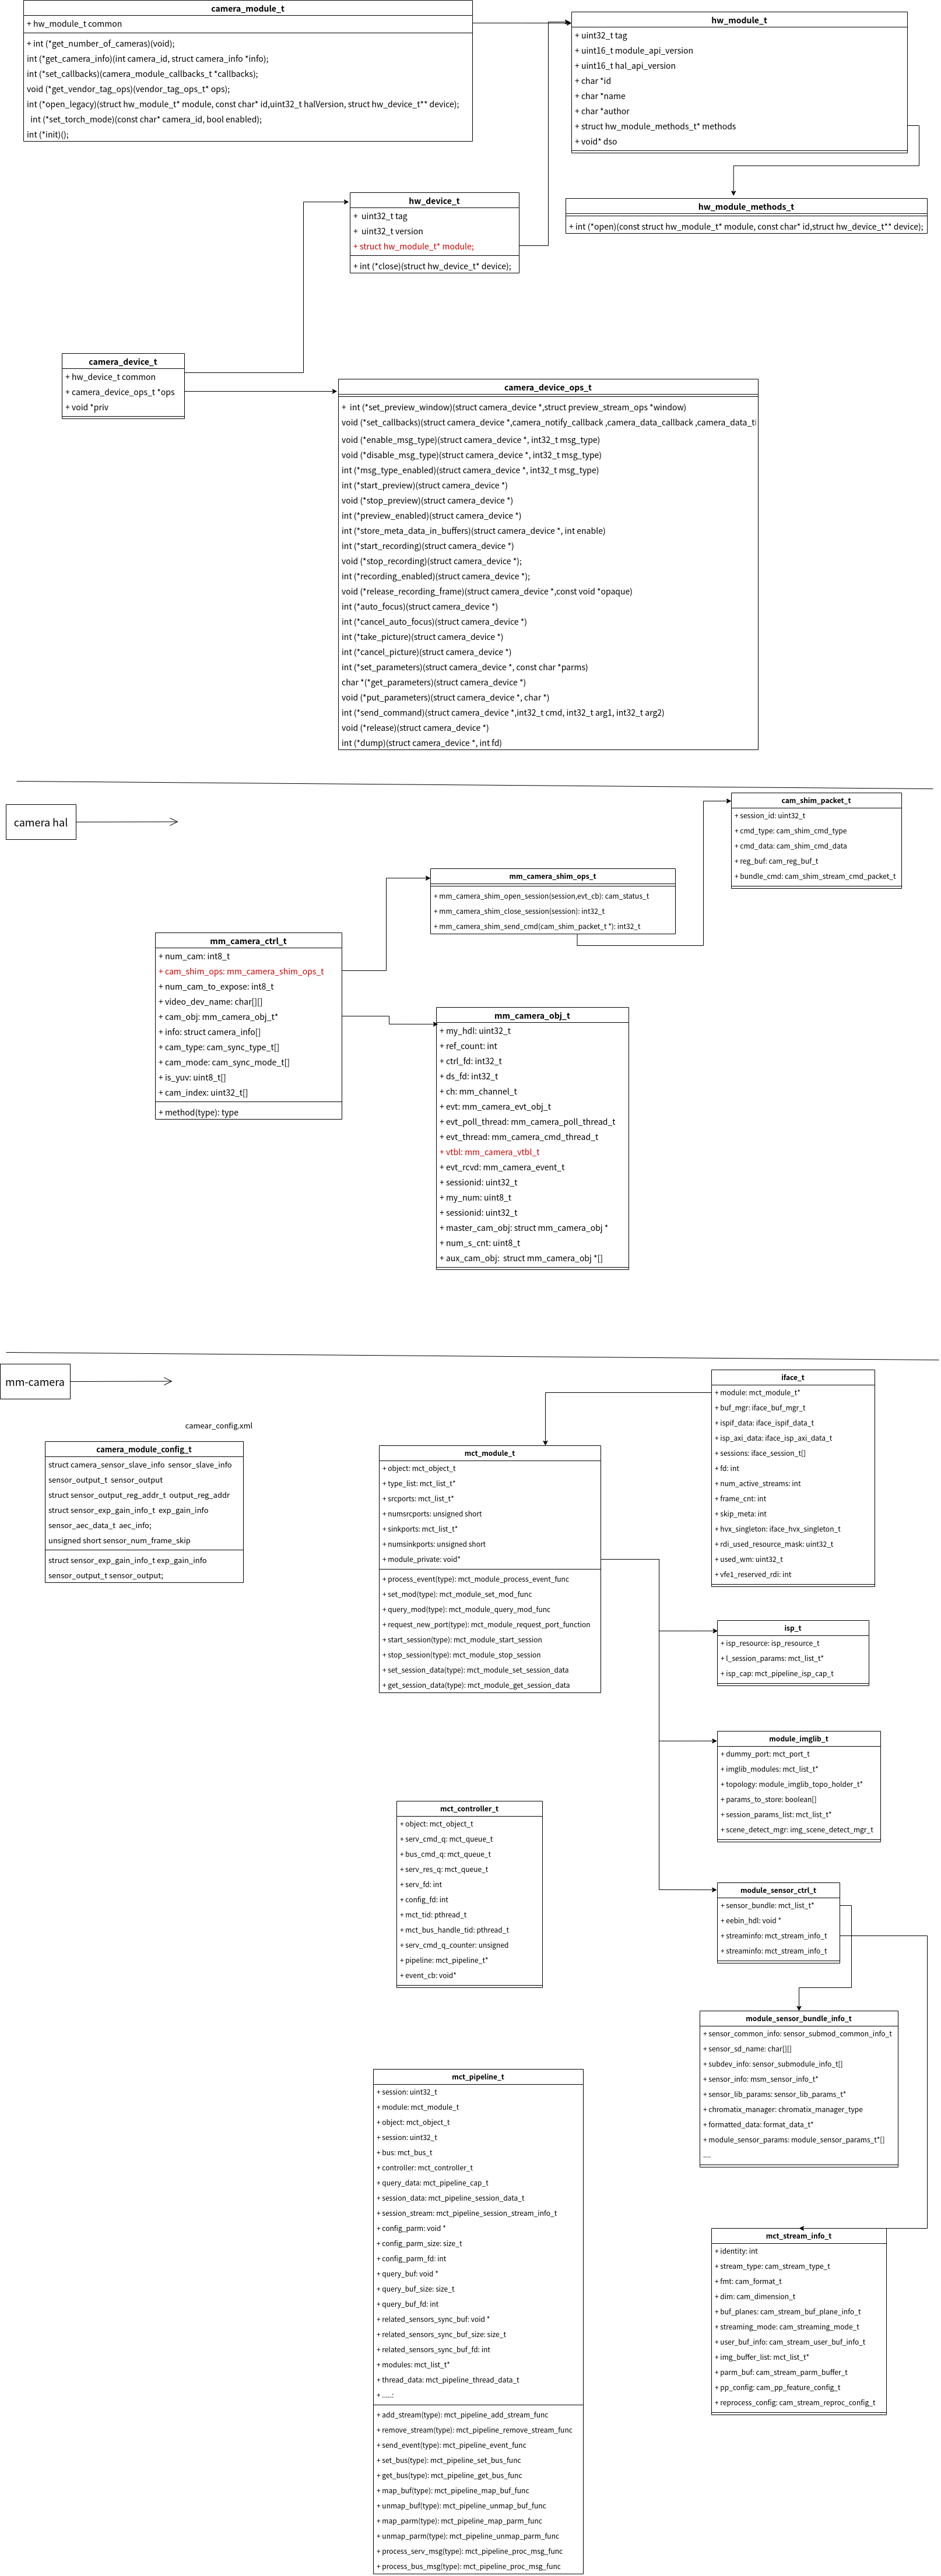 camera_module_t
+ hw_module_t common
+ int (*get_number_of_cameras)(void);
int (*get_camera_info)(int camera_id, struct camera_info *info);
int (*set_callbacks)(camera_module_callbacks_t *callbacks);
void (*get_vendor_tag_ops)(vendor_tag_ops_t* ops);
int (*open_legacy)(struct hw_module_t* module, const char* id,uint32_t halVersion, struct hw_device_t** device);
int (*set_torch_mode)(const char* camera_id, bool enabled);
int (*init)();
hw_module_t
+ uint32_t tag
+ uint16_t module_api_version
+ uint16_t hal_api_version
+ char *id
+ char *name
+ char *author
+ struct hw_module_methods_t* methods
+ void* dso
hw_module_methods_t
+ int (*open)(const struct hw_module_t* module, const char* id,struct hw_device_t** device);
hw_device_t
+ uint32_t tag
+ uint32_t version
+ struct hw_module_t* module;
+ int (*close)(struct hw_device_t* device);
camera_device_t
+ hw_device_t common
+ camera_device_ops_t *ops
+ void *priv
camera_device_ops_t
+ int (*set_preview_window)(struct camera_device *,struct preview_stream_ops *window)
void (*set_callbacks)(struct camera_device *,camera_notify_callback ,camera_data_callback ,camera_data_ti
void (*enable_msg_type)(struct camera_device *, int32_t msg_type)
void (*disable_msg_type)(struct camera_device *, int32_t msg_type)
int (*msg_type_enabled)(struct camera_device *, int32_t msg_type)
int (*start_preview)(struct camera_device *)
void (*stop_preview)(struct camera_device *)
int (*preview_enabled)(struct camera_device *)
int (*store_meta_data_in_buffers)(struct camera_device *, int enable)
int (*start_recording)(struct camera_device *)
void (*stop_recording)(struct camera_device *);
int (*recording_enabled)(struct camera_device *);
void (*release_recording_frame)(struct camera_device *,const void *opaque)
int (*auto_focus)(struct camera_device *)
int (*cancel_auto_focus)(struct camera_device *)
int (*take_picture)(struct camera_device *)
int (*cancel_picture)(struct camera_device *)
int (*set_parameters)(struct camera_device *, const char *parms)
char *(*get_parameters)(struct camera_device *)
void (*put_parameters)(struct camera_device *, char *)
int (*send_command)(struct camera_device *,int32_t cmd, int32_t arg1, int32_t arg2)
void (*release)(struct camera_device *)
int (*dump)(struct camera_device *, int fd)
camera hal
cam_shim_packet_t
+ session_id: uint32_t
+ cmd_type: cam_shim_cmd_type
+ cmd_data: cam_shim_cmd_data
+ reg_buf: cam_reg_buf_t
+ bundle_cmd: cam_shim_stream_cmd_packet_t
mm_camera_shim_ops_t
+ mm_camera_shim_open_session(session,evt_cb): cam_status_t
+ mm_camera_shim_close_session(session): int32_t
+ mm_camera_shim_send_cmd(cam_shim_packet_t *): int32_t
mm_camera_ctrl_t
+ num_cam: int8_t
+ cam_shim_ops: mm_camera_shim_ops_t
+ num_cam_to_expose: int8_t
+ video_dev_name: char[][]
+ cam_obj: mm_camera_obj_t*
+ info: struct camera_info[]
+ cam_type: cam_sync_type_t[]
+ cam_mode: cam_sync_mode_t[]
+ is_yuv: uint8_t[]
+ cam_index: uint32_t[]
+ method(type): type
mm_camera_obj_t
+ my_hdl: uint32_t
+ ref_count: int
+ ctrl_fd: int32_t
+ ds_fd: int32_t
+ ch: mm_channel_t
+ evt: mm_camera_evt_obj_t
+ evt_poll_thread: mm_camera_poll_thread_t
+ evt_thread: mm_camera_cmd_thread_t
+ vtbl: mm_camera_vtbl_t
+ evt_rcvd: mm_camera_event_t
+ sessionid: uint32_t
+ my_num: uint8_t
+ sessionid: uint32_t
+ master_cam_obj: struct mm_camera_obj *
+ num_s_cnt: uint8_t
+ aux_cam_obj: struct mm_camera_obj *[]
mm-camera
camear_config.xml
camera_module_config_t
struct camera_sensor_slave_info sensor_slave_info
sensor_output_t sensor_output
struct sensor_output_reg_addr_t output_reg_addr
struct sensor_exp_gain_info_t exp_gain_info
sensor_aec_data_t aec_info;
unsigned short sensor_num_frame_skip
struct sensor_exp_gain_info_t exp_gain_info
sensor_output_t sensor_output;
mct_module_t
+ object: mct_object_t
+ type_list: mct_list_t*
+ srcports: mct_list_t*
+ numsrcports: unsigned short
+ sinkports: mct_list_t*
+ numsinkports: unsigned short
+ module_private: void*
+ process_event(type): mct_module_process_event_func
+ set_mod(type): mct_module_set_mod_func
+ query_mod(type): mct_module_query_mod_func
+ request_new_port(type): mct_module_request_port_function
+ start_session(type): mct_module_start_session
+ stop_session(type): mct_module_stop_session
+ set_session_data(type): mct_module_set_session_data
+ get_session_data(type): mct_module_get_session_data
iface_t
+ module: mct_module_t*
+ buf_mgr: iface_buf_mgr_t
+ ispif_data: iface_ispif_data_t
+ isp_axi_data: iface_isp_axi_data_t
+ sessions: iface_session_t[]
+ fd: int
+ num_active_streams: int
+ frame_cnt: int
+ skip_meta: int
+ hvx_singleton: iface_hvx_singleton_t
+ rdi_used_resource_mask: uint32_t
+ used_wm: uint32_t
+ vfe1_reserved_rdi: int
isp_t
+ isp_resource: isp_resource_t
+ l_session_params: mct_list_t*
+ isp_cap: mct_pipeline_isp_cap_t
module_imglib_t
+ dummy_port: mct_port_t
+ imglib_modules: mct_list_t*
+ topology: module_imglib_topo_holder_t*
+ params_to_store: boolean[]
+ session_params_list: mct_list_t*
+ scene_detect_mgr: img_scene_detect_mgr_t
mct_controller_t
+ object: mct_object_t
+ serv_cmd_q: mct_queue_t
+ bus_cmd_q: mct_queue_t
+ serv_res_q: mct_queue_t
+ serv_fd: int
+ config_fd: int
+ mct_tid: pthread_t
+ mct_bus_handle_tid: pthread_t
+ serv_cmd_q_counter: unsigned
+ pipeline: mct_pipeline_t*
+ event_cb: void*
module_sensor_ctrl_t
+ sensor_bundle: mct_list_t*
+ eebin_hdl: void *
+ streaminfo: mct_stream_info_t
+ streaminfo: mct_stream_info_t
module_sensor_bundle_info_t
+ sensor_common_info: sensor_submod_common_info_t
+ sensor_sd_name: char[][]
+ subdev_info: sensor_submodule_info_t[]
+ sensor_info: msm_sensor_info_t*
+ sensor_lib_params: sensor_lib_params_t*
+ chromatix_manager: chromatix_manager_type
+ formatted_data: format_data_t*
+ module_sensor_params: module_sensor_params_t*[]
....
mct_pipeline_t
+ session: uint32_t
+ module: mct_module_t
+ object: mct_object_t
+ session: uint32_t
+ bus: mct_bus_t
+ controller: mct_controller_t
+ query_data: mct_pipeline_cap_t
+ session_data: mct_pipeline_session_data_t
+ session_stream: mct_pipeline_session_stream_info_t
+ config_parm: void *
+ config_parm_size: size_t
+ config_parm_fd: int
+ query_buf: void *
+ query_buf_size: size_t
+ query_buf_fd: int
+ related_sensors_sync_buf: void *
+ related_sensors_sync_buf_size: size_t
+ related_sensors_sync_buf_fd: int
+ modules: mct_list_t*
+ thread_data: mct_pipeline_thread_data_t
+ .....:
+ add_stream(type): mct_pipeline_add_stream_func
+ remove_stream(type): mct_pipeline_remove_stream_func
+ send_event(type): mct_pipeline_event_func
+ set_bus(type): mct_pipeline_set_bus_func
+ get_bus(type): mct_pipeline_get_bus_func
+ map_buf(type): mct_pipeline_map_buf_func
+ unmap_buf(type): mct_pipeline_unmap_buf_func
+ map_parm(type): mct_pipeline_map_parm_func
+ unmap_parm(type): mct_pipeline_unmap_parm_func
+ process_serv_msg(type): mct_pipeline_proc_msg_func
+ process_bus_msg(type): mct_pipeline_proc_msg_func
mct_stream_info_t
+ identity: int
+ stream_type: cam_stream_type_t
+ fmt: cam_format_t
+ dim: cam_dimension_t
+ buf_planes: cam_stream_buf_plane_info_t
+ streaming_mode: cam_streaming_mode_t
+ user_buf_info: cam_stream_user_buf_info_t
+ img_buffer_list: mct_list_t*
+ parm_buf: cam_stream_parm_buffer_t
+ pp_config: cam_pp_feature_config_t
+ reprocess_config: cam_stream_reproc_config_t